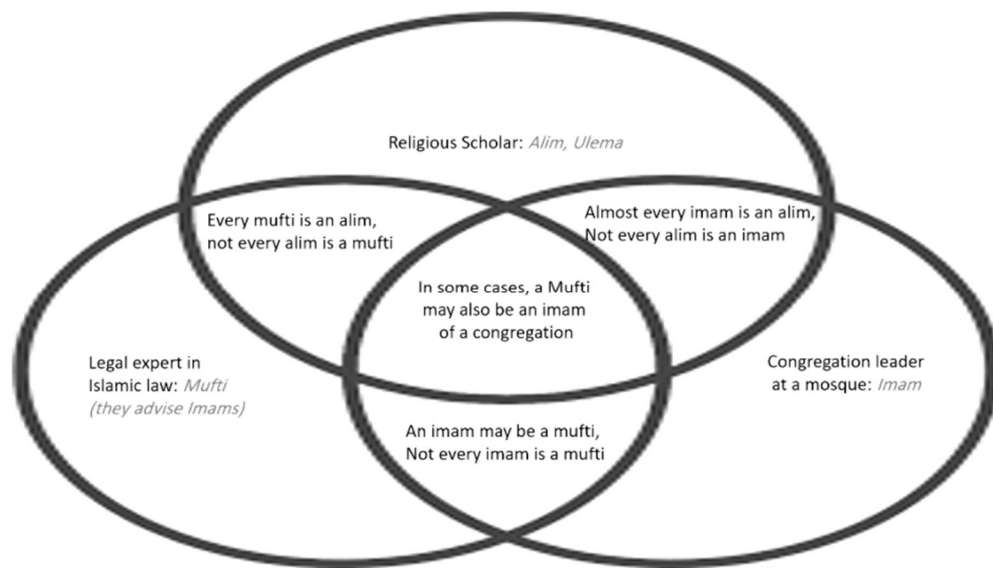 Religious Scholar: Alim, Ulema
Every mufti is an alim,
not every alim is a mufti
Almost every imam is an alim,
Not every alim is an imam
In some cases, a Mufti
may also be an imam
of a congregation
Legal expert in
Islamic law: Mufti
(they advise Imams)
Congregation leader
at a mosque: Imam
An imam may be a mufti,
Not every imam is a mufti